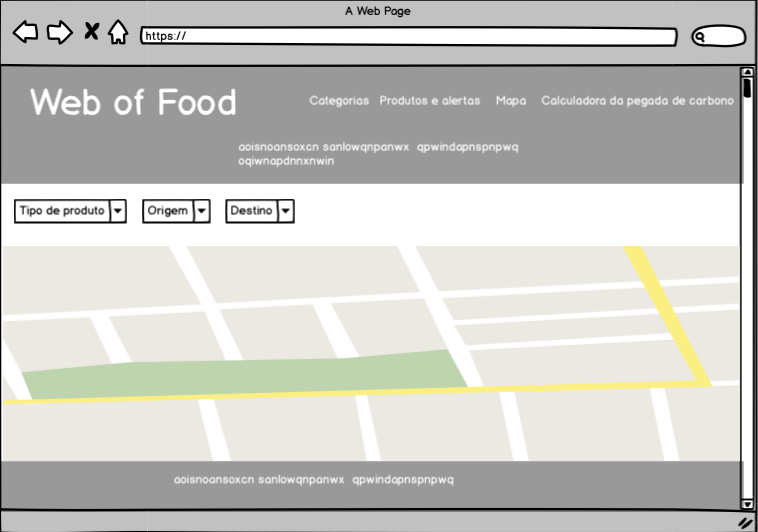 A Web Page
https://
Web of Food
Categorias Produtos e alertas Mapa Calculadora da pegada de carbono
aoisnoansoxcn sanlowqnpanwx qpwindapnspnpwq
oqiwnapdnnxnwin
Tipo de produto Origem Destino
aoisnoansoxcn sanlowqnpanwx qpwindapnspnpwq